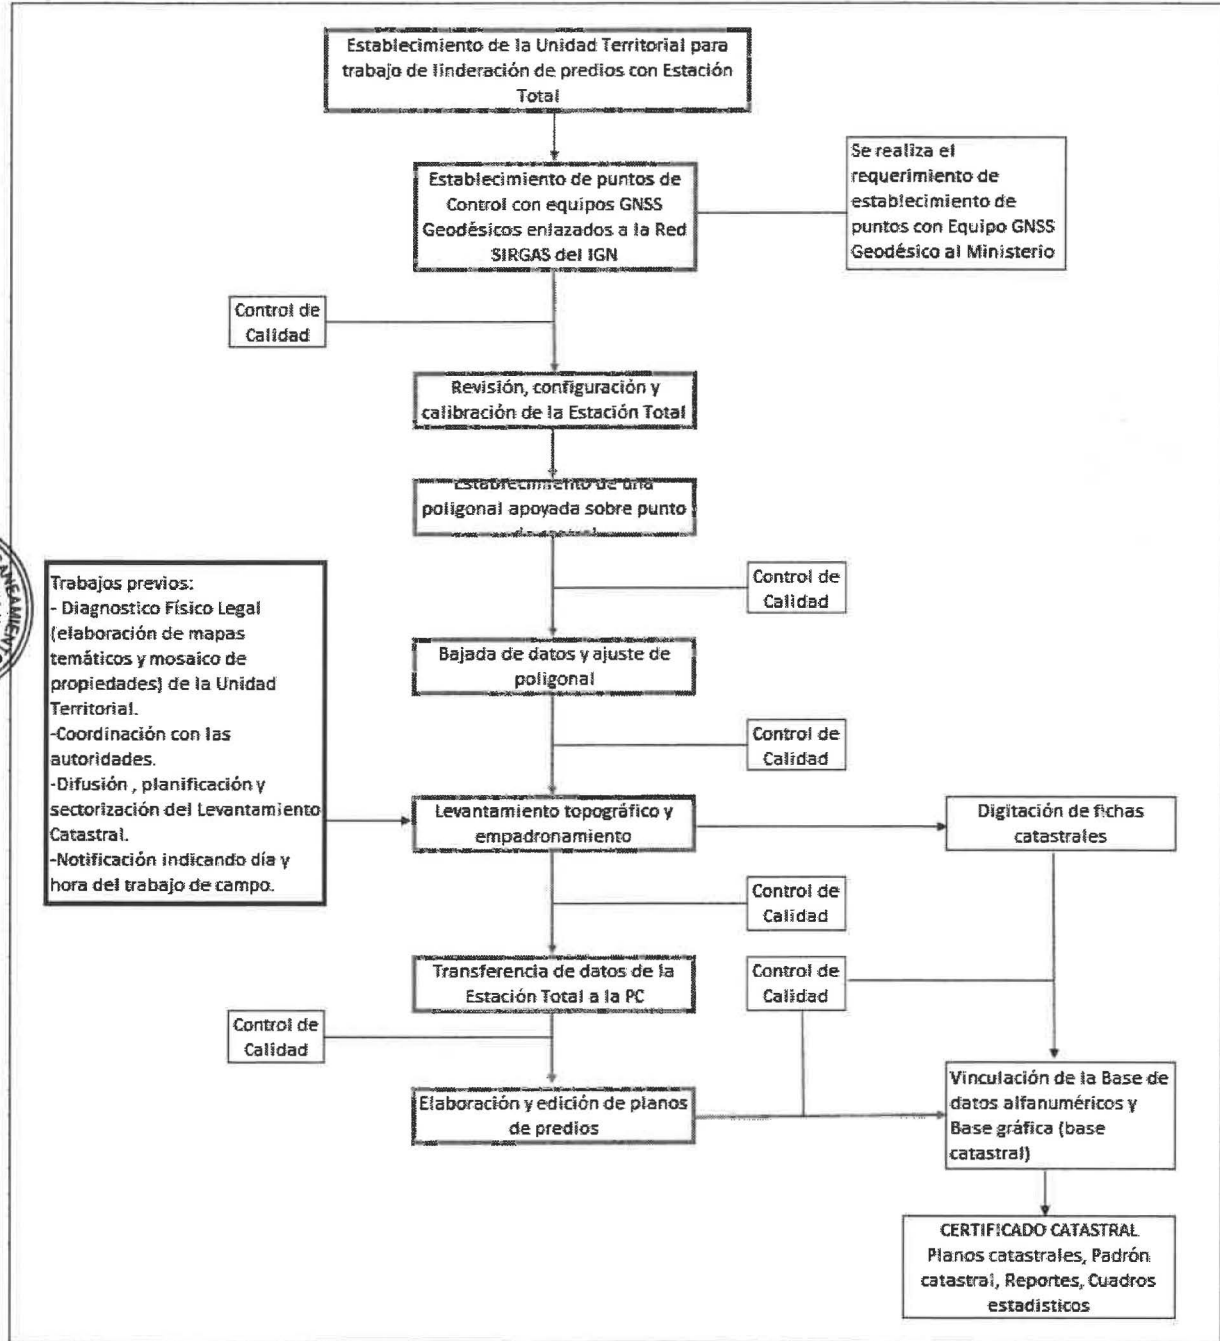 Establecimiento de la Unidad Territorial para
trabajo de linderación de predios con Estación
Total
Establecimiento de puntos de
Control con equipos GNSS
Geodésicos enlazados a la Red
SIRGAS del IGN
Se realiza el
requerimiento de
establecimiento de
puntos con Equipo GNSS
Geodésico al Ministerio
Control de
Calidad
Revisión, configuración y
calibración de la Estación Total
Establecimiento de una
poligonal apoyada sobre punto
Control de
Calidad
Trabajos previos:
- Diagnostico Físico Legal
(elaboración de mapas
temáticos y mosaico de
propiedades) de la Unidad
Territorial.
-Coordinación con las
autoridades.
-Difusión , planificación y
sectorización del Levantamiento
Catastral.
-Notificación indicando día y
hora del trabajo de campo.
Bajada de datos y ajuste de
poligonal
Control de
Calidad
Levantamiento topográfico y
empadronamiento
Digitación de fichas
catastrales
Control de
Calidad
Transferencia de datos de la
Estación Total a la PC
Control de
Calidad
Control de
Calidad
Elaboración y edición de planos
de predios
Vinculación de la Base de
datos alfanuméricos y
Base gráfica (base
catastral)
CERTIFICADO CATASTRAL
Planos catastrales, Padrón
catastral, Reportes, Cuadros
estadísticos